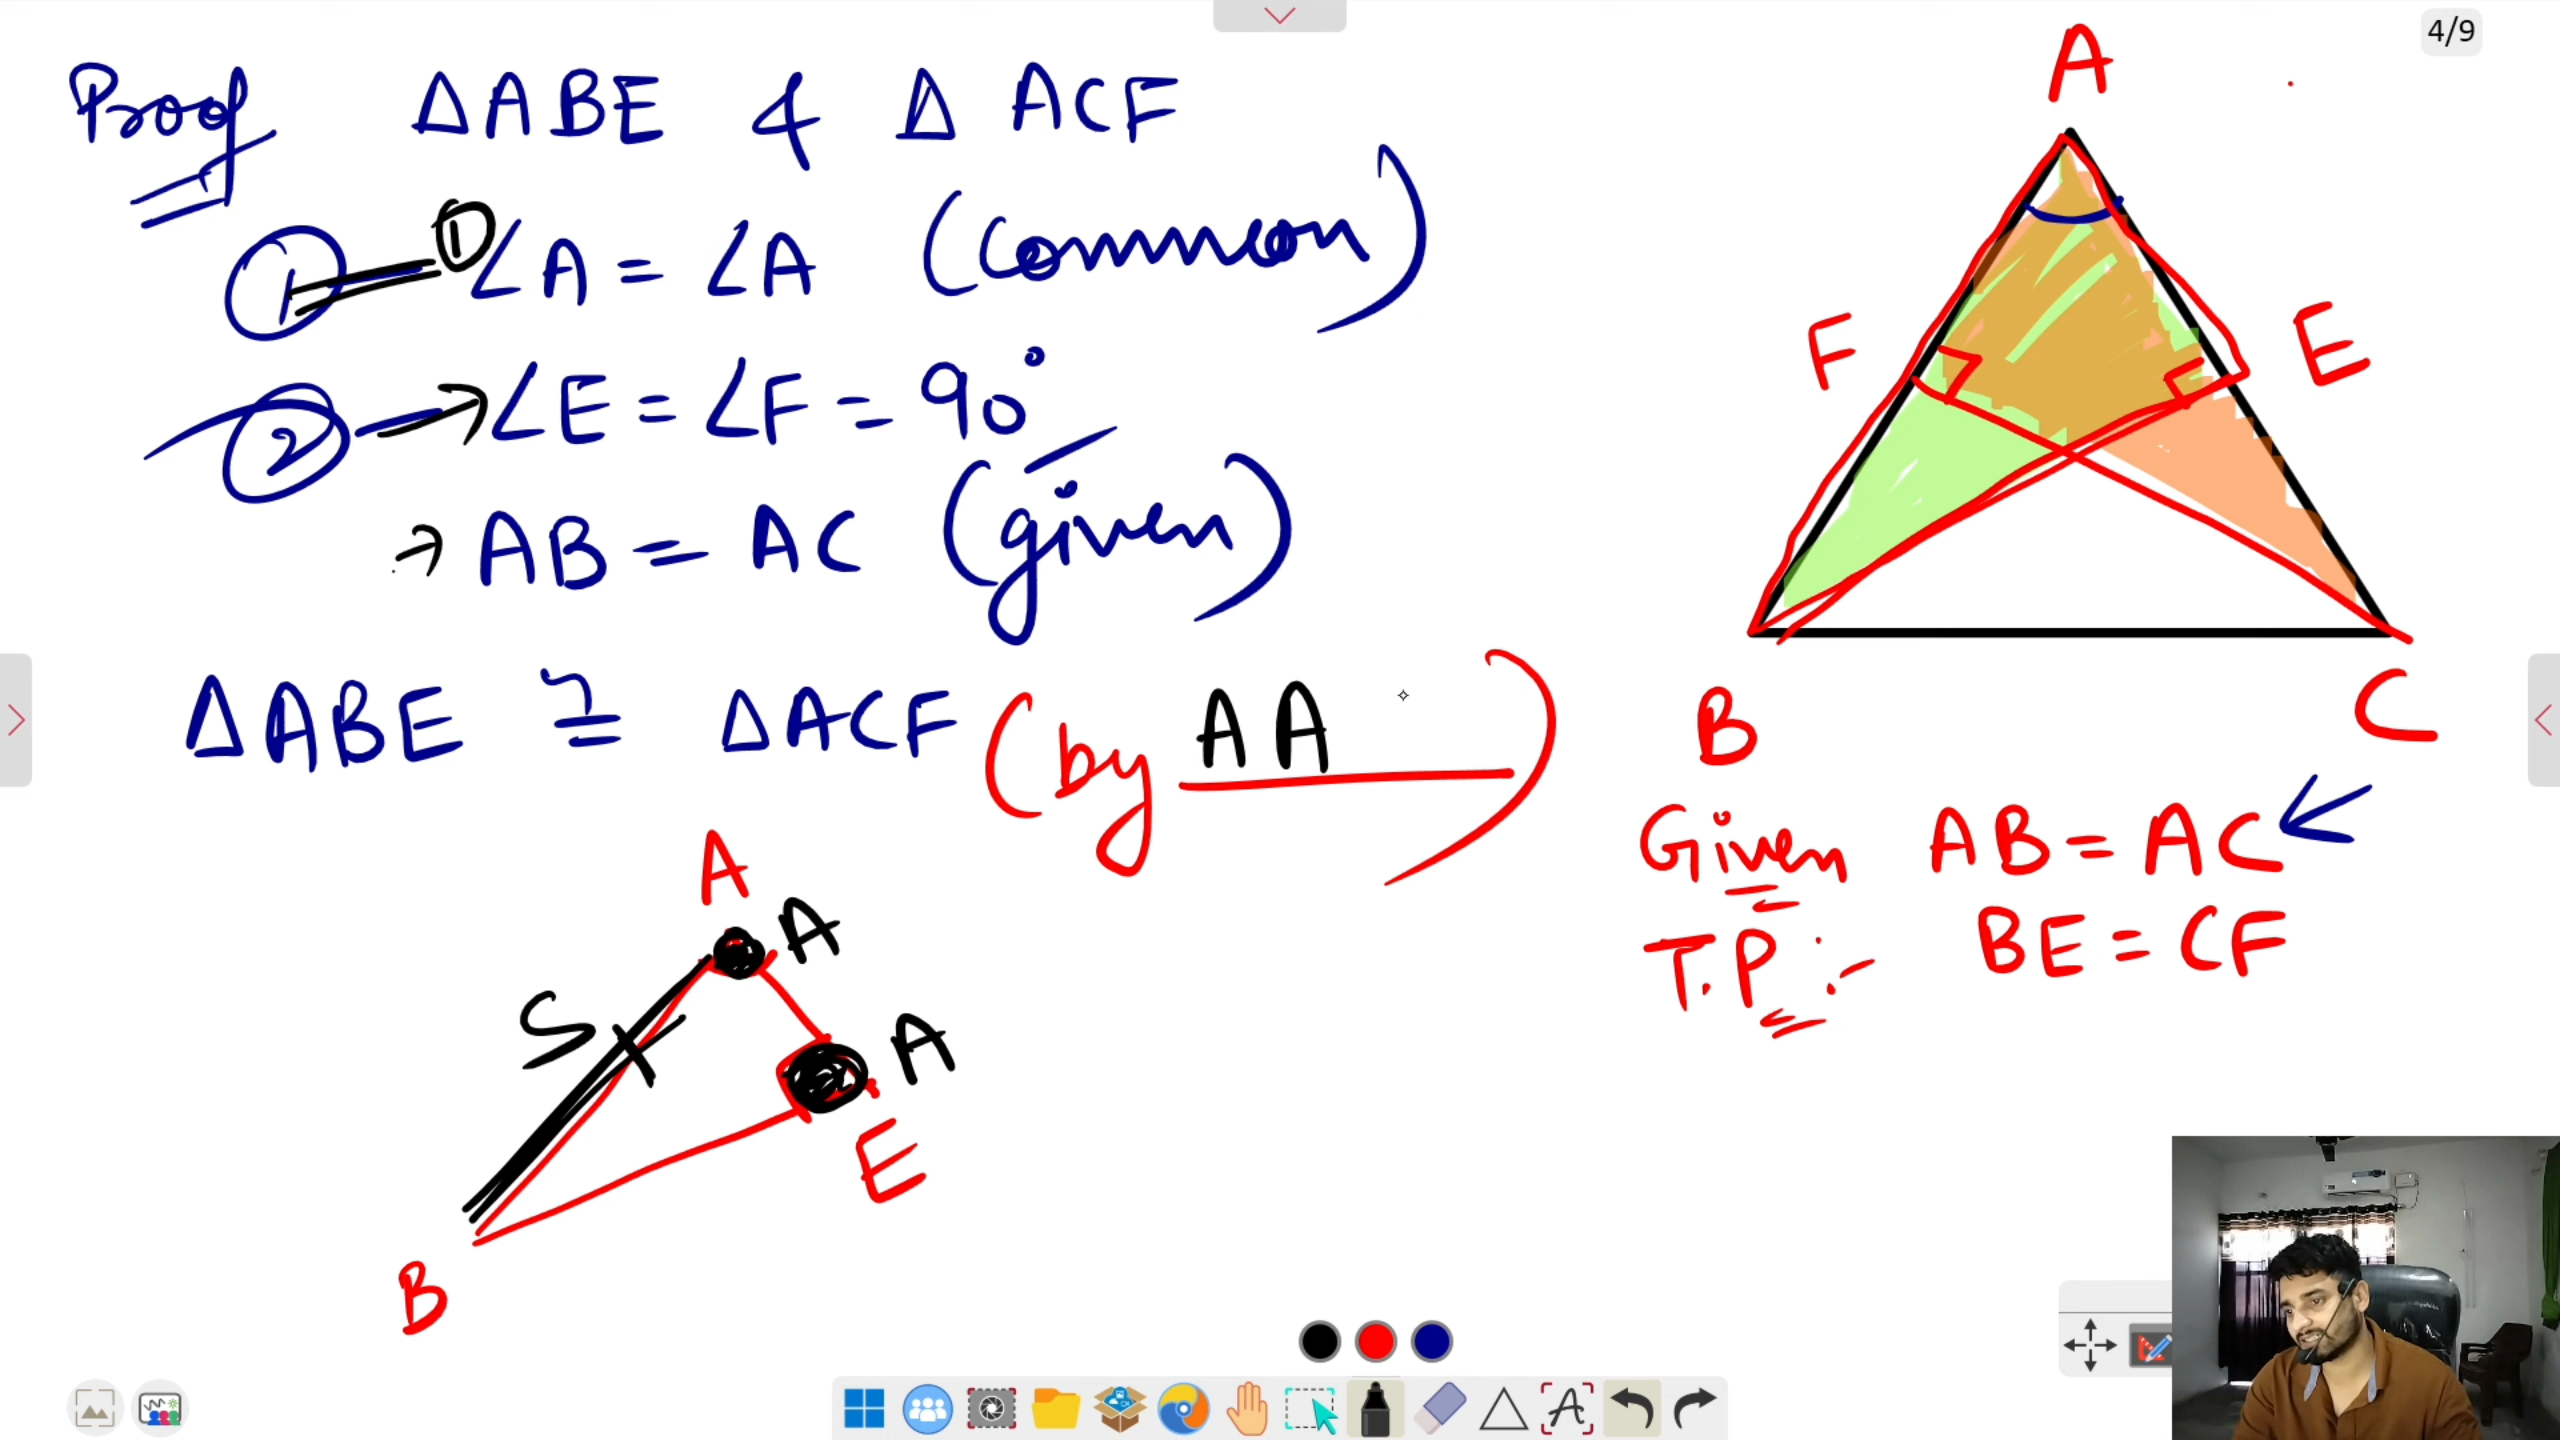 4/9
Proof ΔABE & Δ ACF
1 ① ∠A = ∠A (common)
2 → ∠E = ∠F = 90°
→ AB = AC (given)
ΔABE ≅ ΔACF (by AA )
A
F
E
B
C
Given AB = AC
T.P :- BE = CF
A
A
S
A
E
B